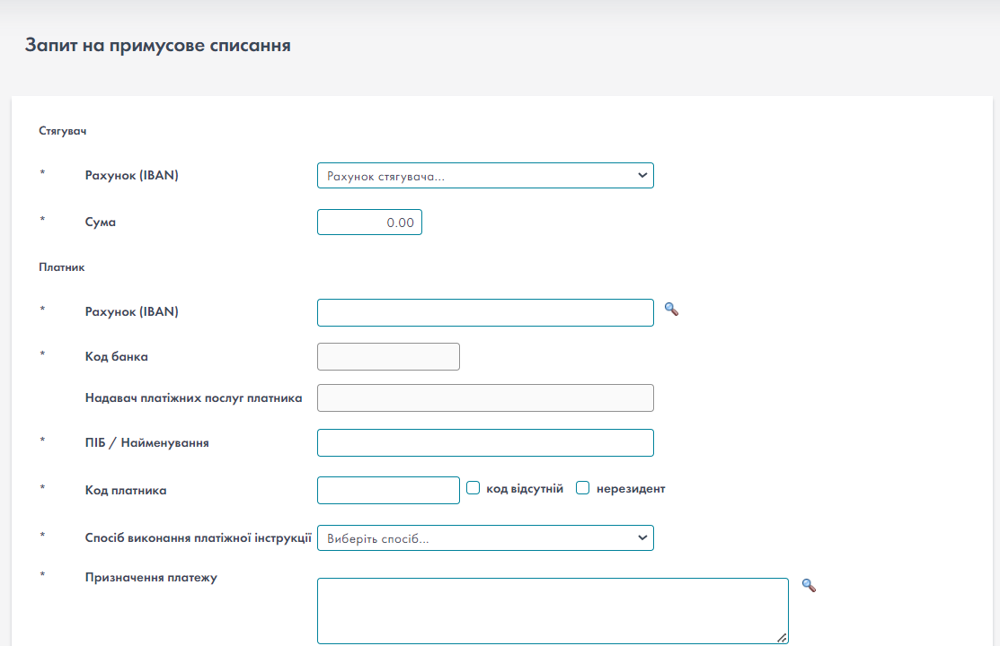 Запит на примусове списання
Стягувач
* Рахунок (IBAN) Рахунок стягувача...
* Сума 0.00
Платник
* Рахунок (IBAN)
* Код банка
Надавач платіжних послуг платника
* ПІБ / Найменування
* Код платника код відсутній нерезидент
* Спосіб виконання платіжної інструкції Виберіть спосіб...
* Призначення платежу